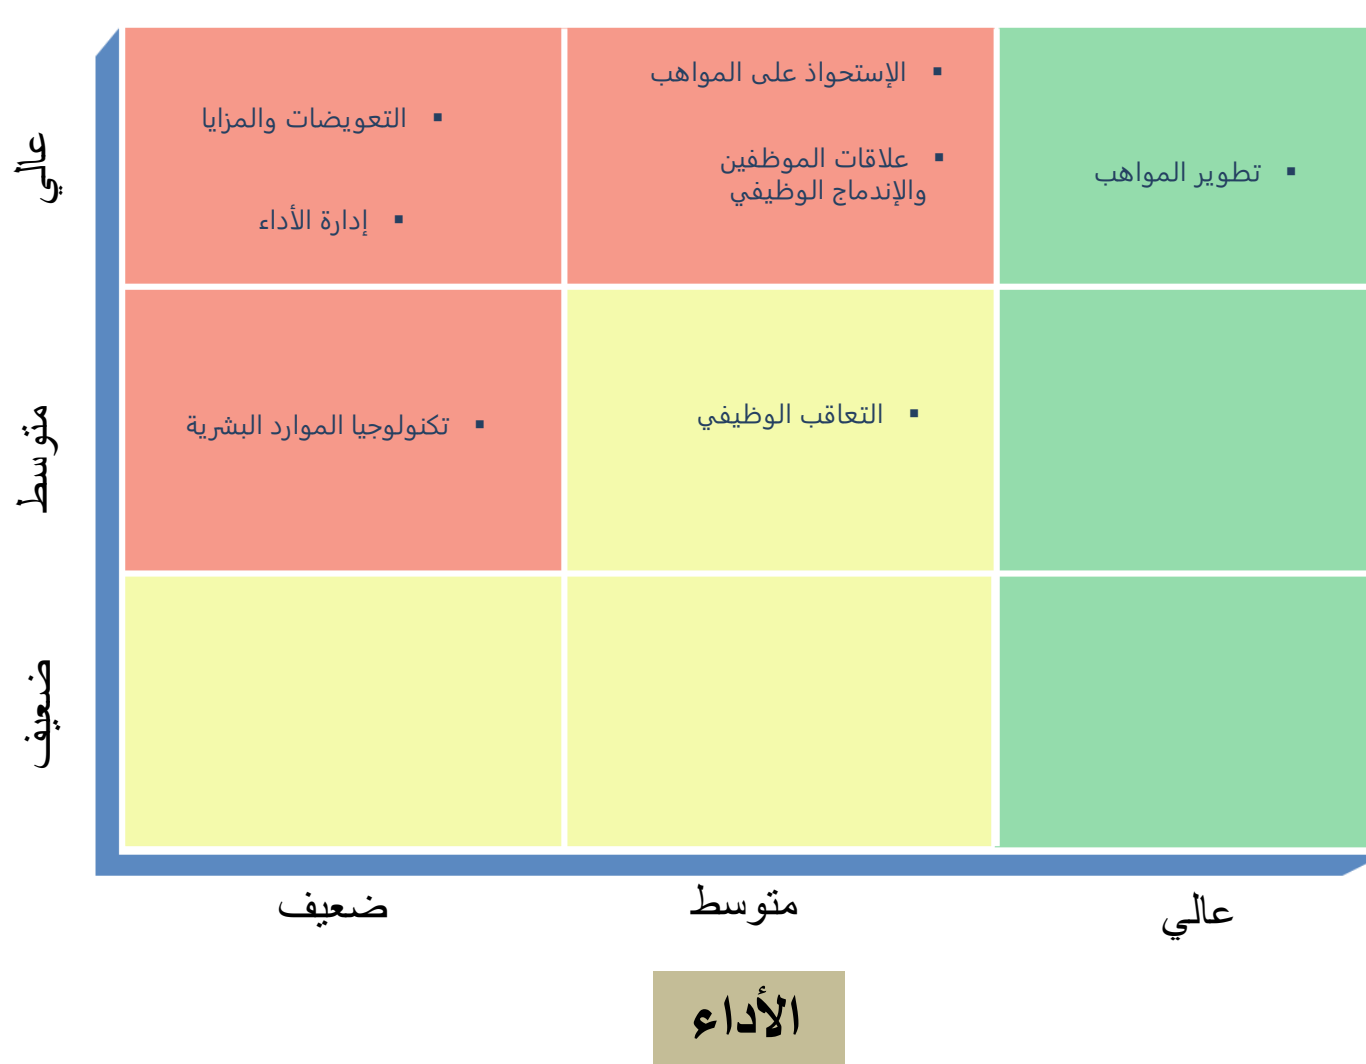 عالي
▪ تطوير المواهب
▪ الإستحواذ على المواهب
▪ علاقات الموظفين
والإندماج الوظيفي
▪ التعويضات والمزايا
▪ إدارة الأداء
متوسط
▪ التعاقب الوظيفي
▪ تكنولوجيا الموارد البشرية
ضعيف
عالي
متوسط
ضعيف
الأداء